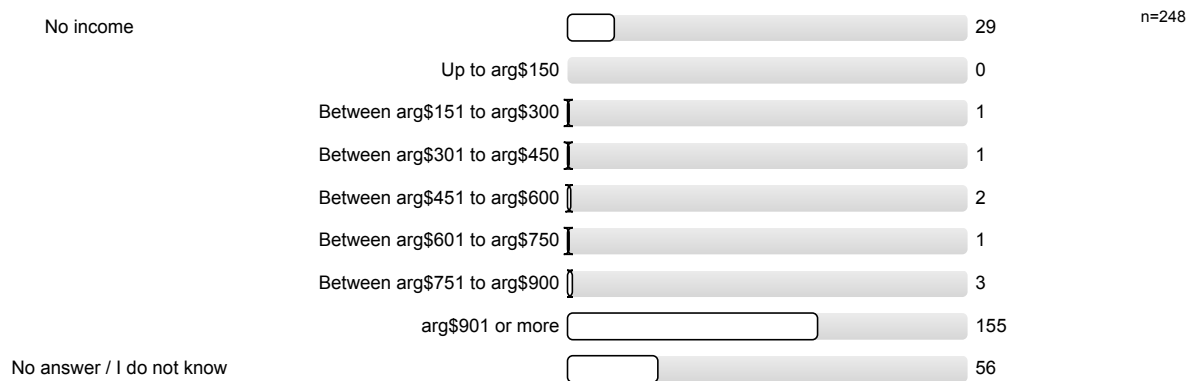 No income 29 n=248
Up to arg$150 0
Between arg$151 to arg$300 1
Between arg$301 to arg$450 1
Between arg$451 to arg$600 2
Between arg$601 to arg$750 1
Between arg$751 to arg$900 3
arg$901 or more 155
No answer / I do not know 56